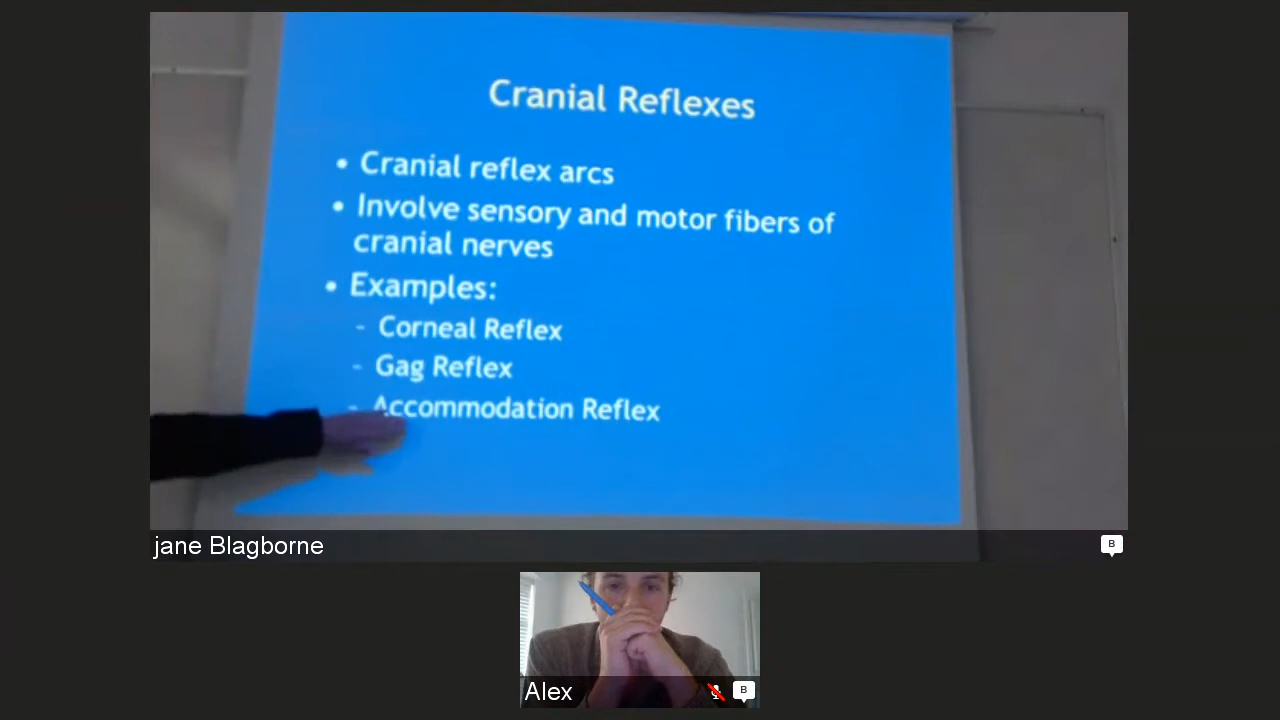 Cranial Reflexes
• Cranial reflex arcs
• Involve sensory and motor fibers of
cranial nerves
• Examples:
- Corneal Reflex
- Gag Reflex
- Accommodation Reflex
jane Blagborne
B
Alex
B